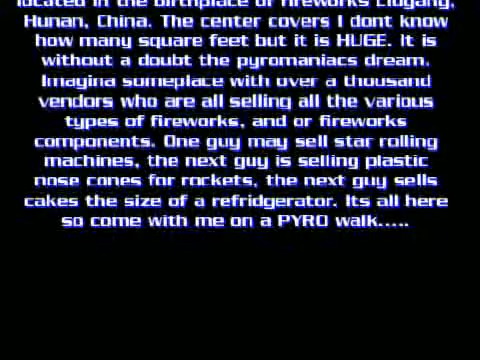 located in the birthplace of fireworks Liugang,
Hunan, China. The center covers I dont know
how many square feet but it is HUGE. It is
without a doubt the pyromaniacs dream.
Imagina someplace with over a thousand
vendors who are all selling all the various
types of fireworks, and or fireworks
components. One guy may sell star rolling
machines, the next guy is selling plastic
nose cones for rockets, the next guy sells
cakes the size of a refridgerator. Its all here
so come with me on a PYRO walk.....